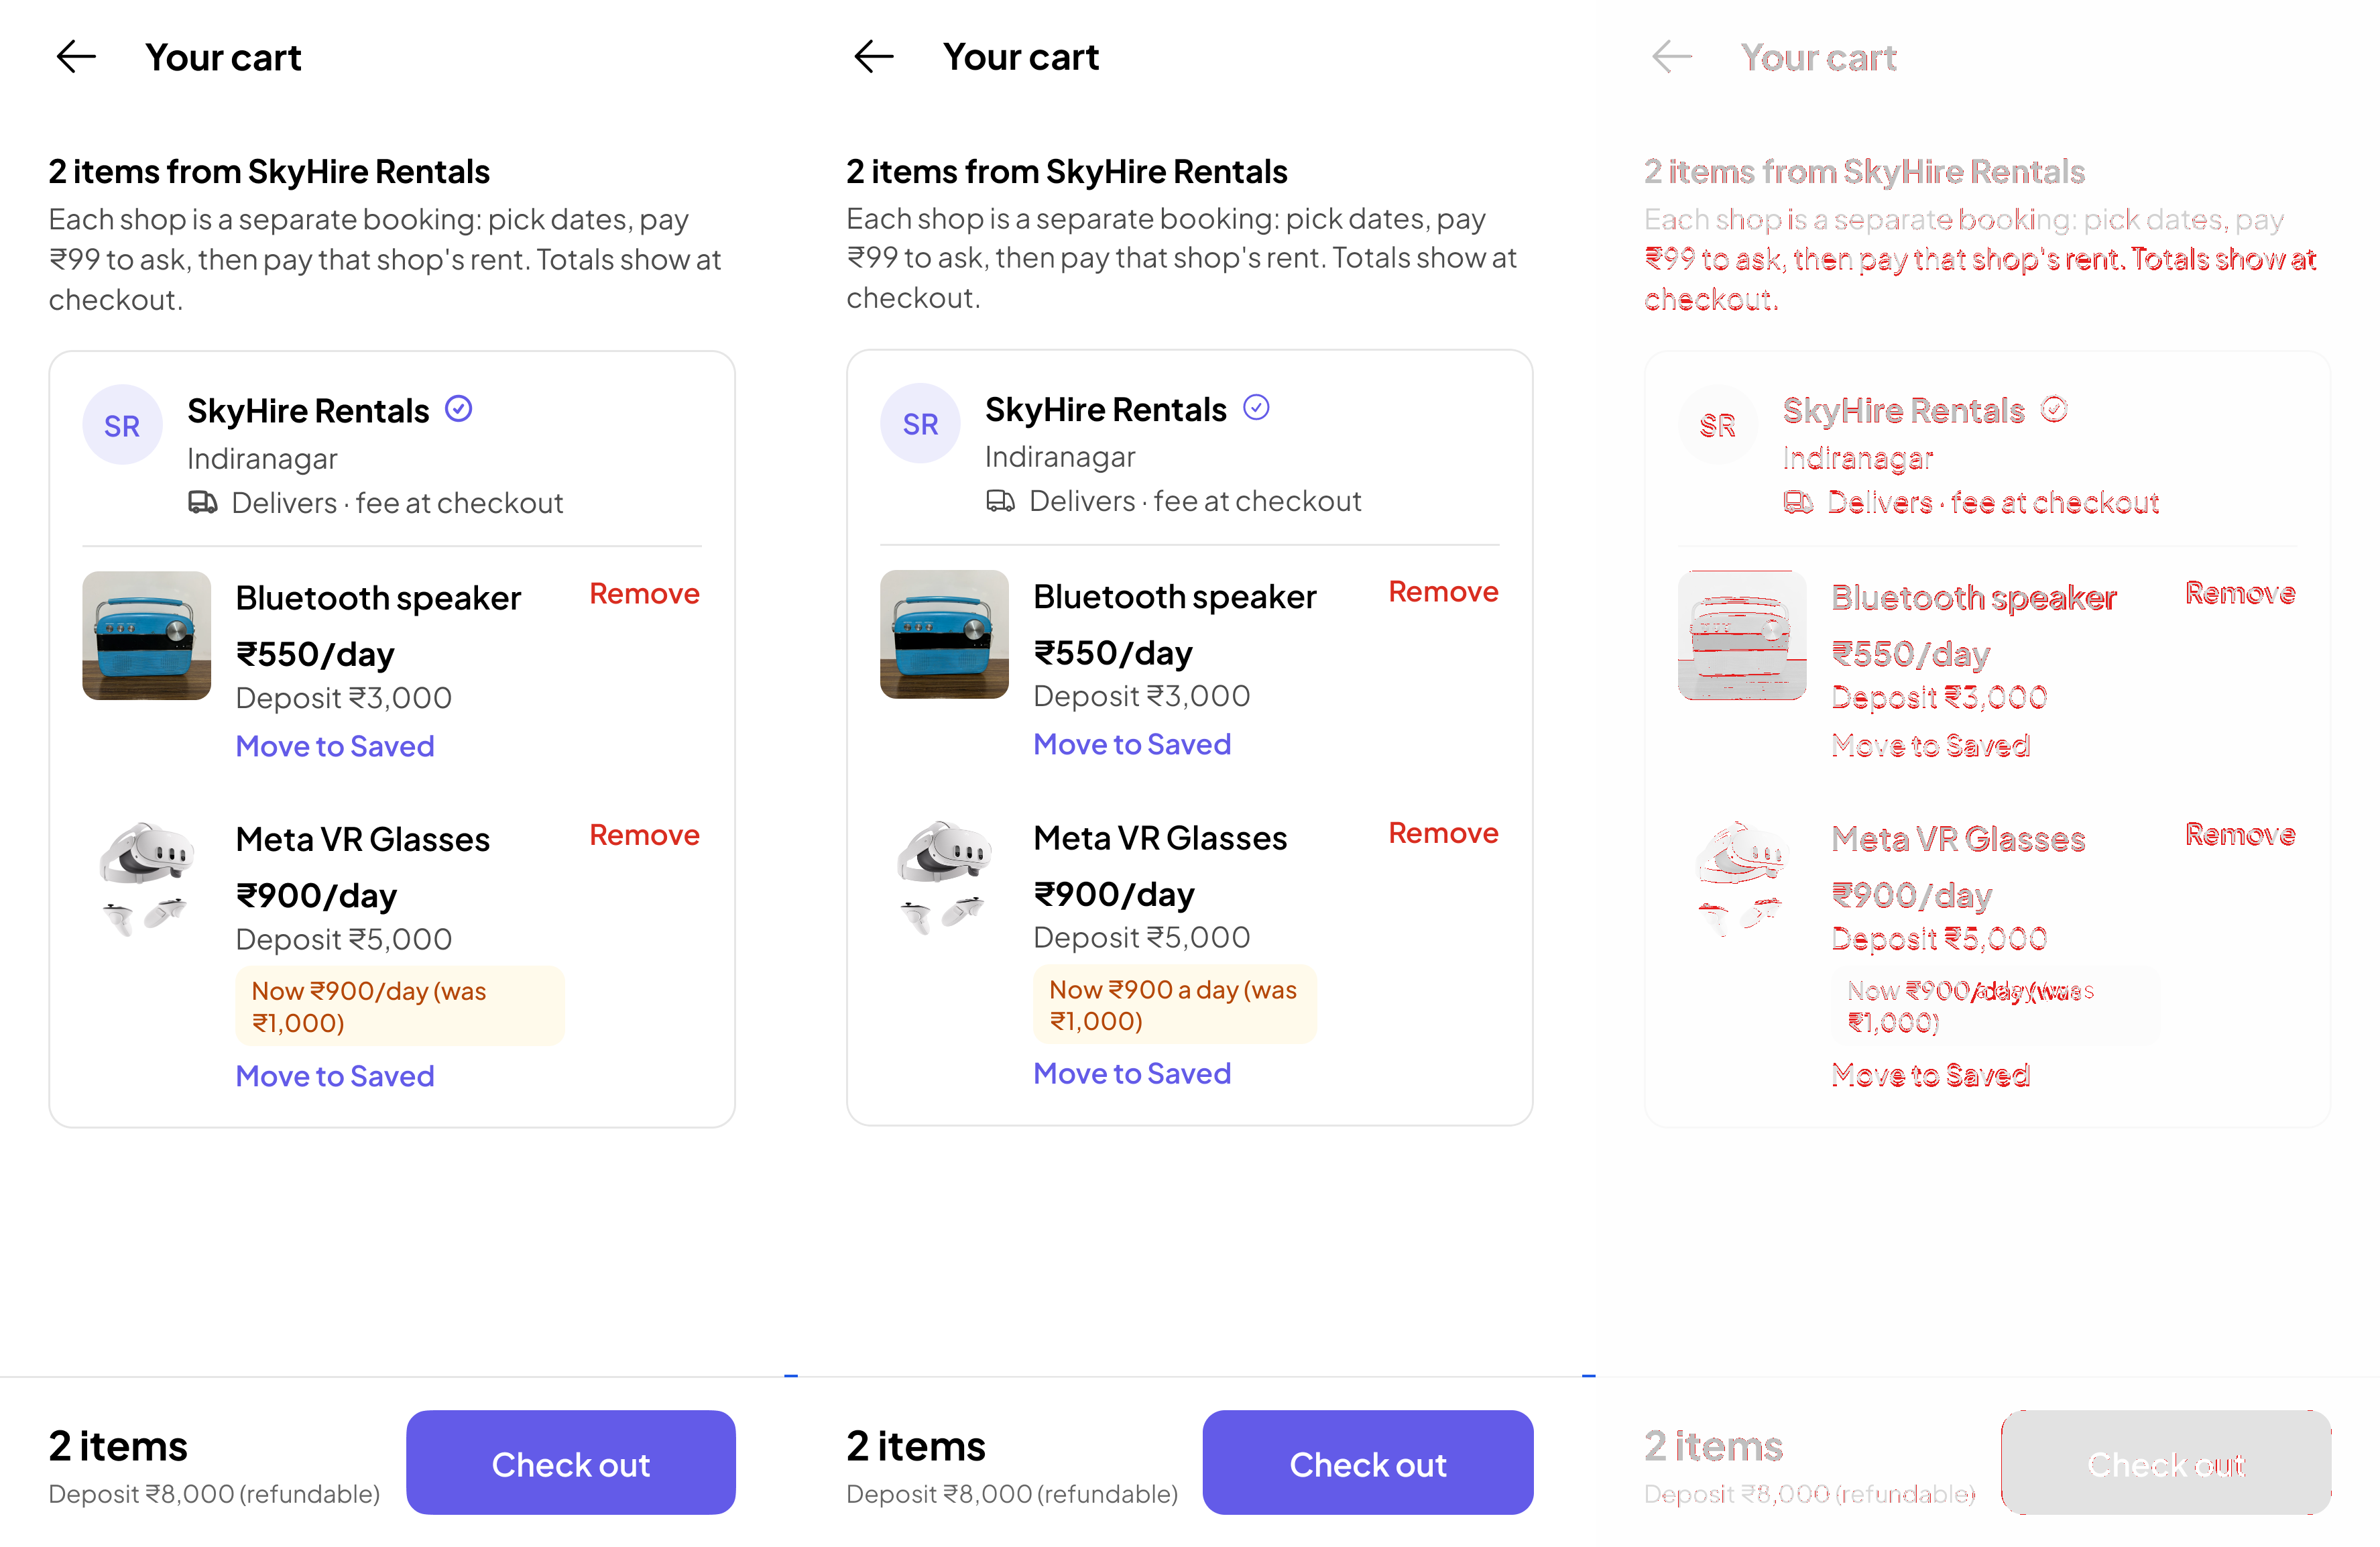 Your cart
2 items from SkyHire Rentals
Each shop is a separate booking: pick dates, pay
₹99 to ask, then pay that shop's rent. Totals show at
checkout.
SR
SkyHire Rentals
Indiranagar
Delivers · fee at checkout
Bluetooth speaker
Remove
₹550/day
Deposit ₹3,000
Move to Saved
Meta VR Glasses
Remove
₹900/day
Deposit ₹5,000
Now ₹900/day (was
₹1,000)
Move to Saved
2 items
Deposit ₹8,000 (refundable)
Check out
Your cart
2 items from SkyHire Rentals
Each shop is a separate booking: pick dates, pay
₹99 to ask, then pay that shop's rent. Totals show at
checkout.
SR
SkyHire Rentals
Indiranagar
Delivers · fee at checkout
Bluetooth speaker
Remove
₹550/day
Deposit ₹3,000
Move to Saved
Meta VR Glasses
Remove
₹900/day
Deposit ₹5,000
Now ₹900 a day (was
₹1,000)
Move to Saved
2 items
Deposit ₹8,000 (refundable)
Check out
Your cart
2 items from SkyHire Rentals
Each shop is a separate booking: pick dates, pay
₹99 to ask, then pay that shop's rent. Totals show at
checkout.
SR
SkyHire Rentals
Indiranagar
Delivers · fee at checkout
Bluetooth speaker
Remove
₹550/day
Deposit ₹3,000
Move to Saved
Meta VR Glasses
Remove
₹900/day
Deposit ₹5,000
Now ₹900
₹1,000)
Move to Saved
2 items
Deposit ₹8,000 (refundable)
Check out